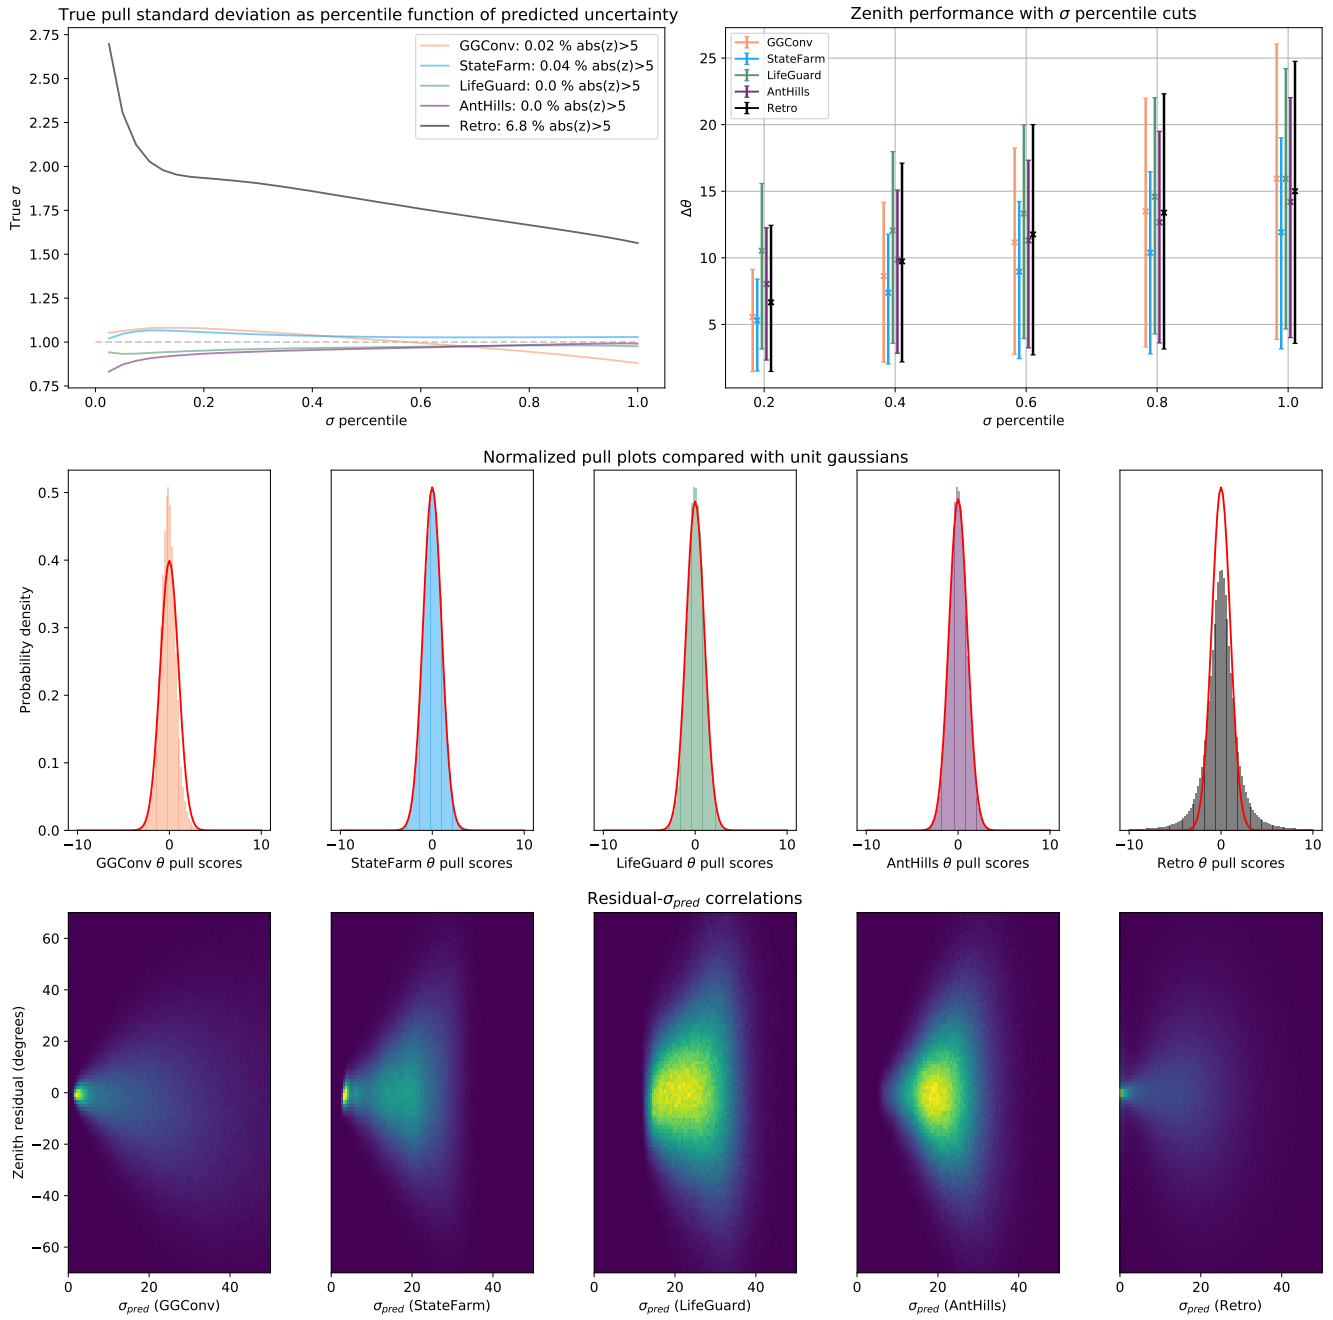 True pull standard deviation as percentile function of predicted uncertainty
True σ
2.75
2.50
2.25
2.00
1.75
1.50
1.25
1.00
0.75
GGConv: 0.02 % abs(z)>5
StateFarm: 0.04 % abs(z)>5
LifeGuard: 0.0 % abs(z)>5
AntHills: 0.0 % abs(z)>5
Retro: 6.8 % abs(z)>5
0.0 0.2 0.4 0.6 0.8 1.0
σ percentile
Zenith performance with σ percentile cuts
Δθ
25
20
15
10
5
GGConv
StateFarm
LifeGuard
AntHills
Retro
0.2 0.4 0.6 0.8 1.0
σ percentile
Normalized pull plots compared with unit gaussians
Probability density
0.5
0.4
0.3
0.2
0.1
0.0
−10 0 10
GGConv θ pull scores
−10 0 10
StateFarm θ pull scores
−10 0 10
LifeGuard θ pull scores
−10 0 10
AntHills θ pull scores
−10 0 10
Retro θ pull scores
Residual-σpred correlations
Zenith residual (degrees)
60
40
20
0
−20
−40
−60
0 20 40
σpred (GGConv)
0 20 40
σpred (StateFarm)
0 20 40
σpred (LifeGuard)
0 20 40
σpred (AntHills)
0 20 40
σpred (Retro)